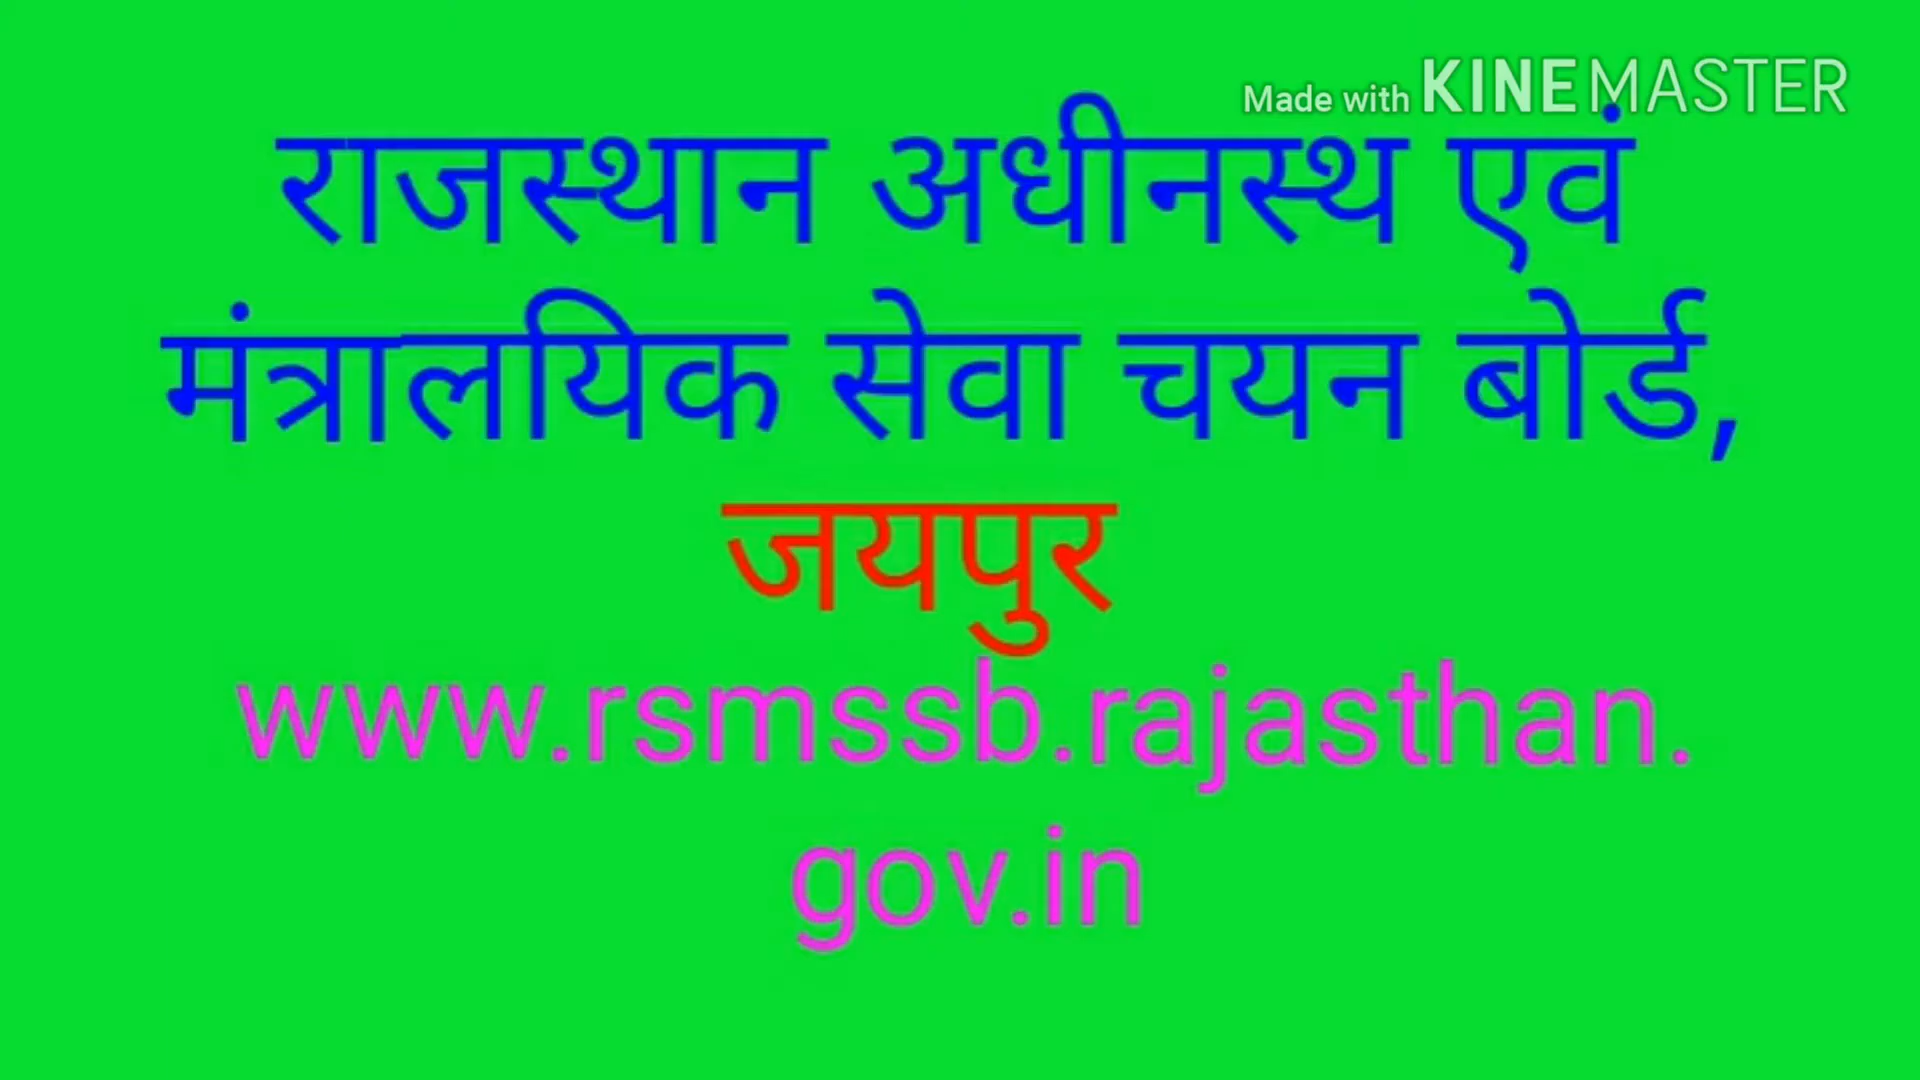 Made with KINEMASTER
राजस्थान अधीनस्थ एवं
मंत्रालयिक सेवा चयन बोर्ड,
जयपुर
www.rsmssb.rajasthan.
gov.in